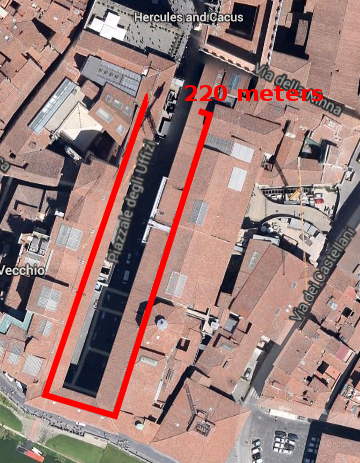 Hercules and Cacus
Via della Ninna
220 meters
Piazzale degli Uffizi
Vecchio
Via dei Castellani